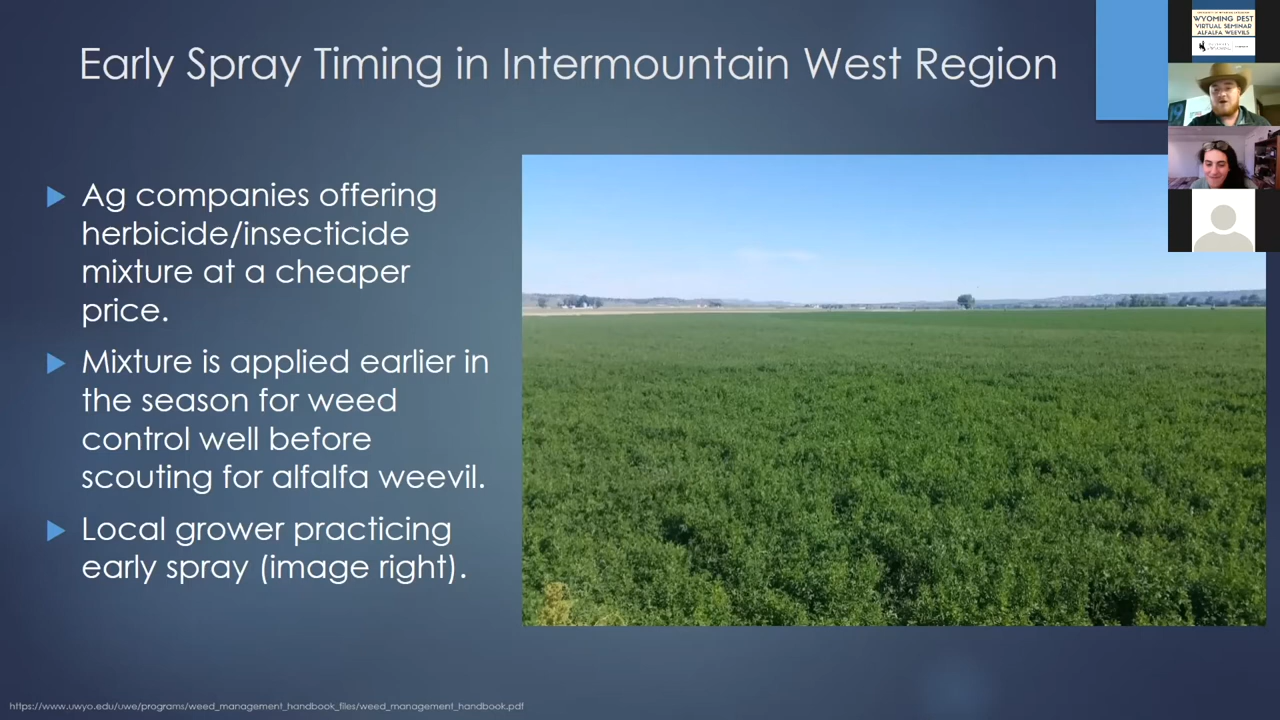 Early Spray Timing in Intermountain West Region
WYOMING PEST
VIRTUAL SEMINAR
ALFALFA WEEVILS
Ag companies offering
herbicide/insecticide
mixture at a cheaper
price.
Mixture is applied earlier in
the season for weed
control well before
scouting for alfalfa weevil.
Local grower practicing
early spray (image right).
https://www.uwyo.edu/uwe/programs/weed_management_handbook_files/weed_management_handbook.pdf